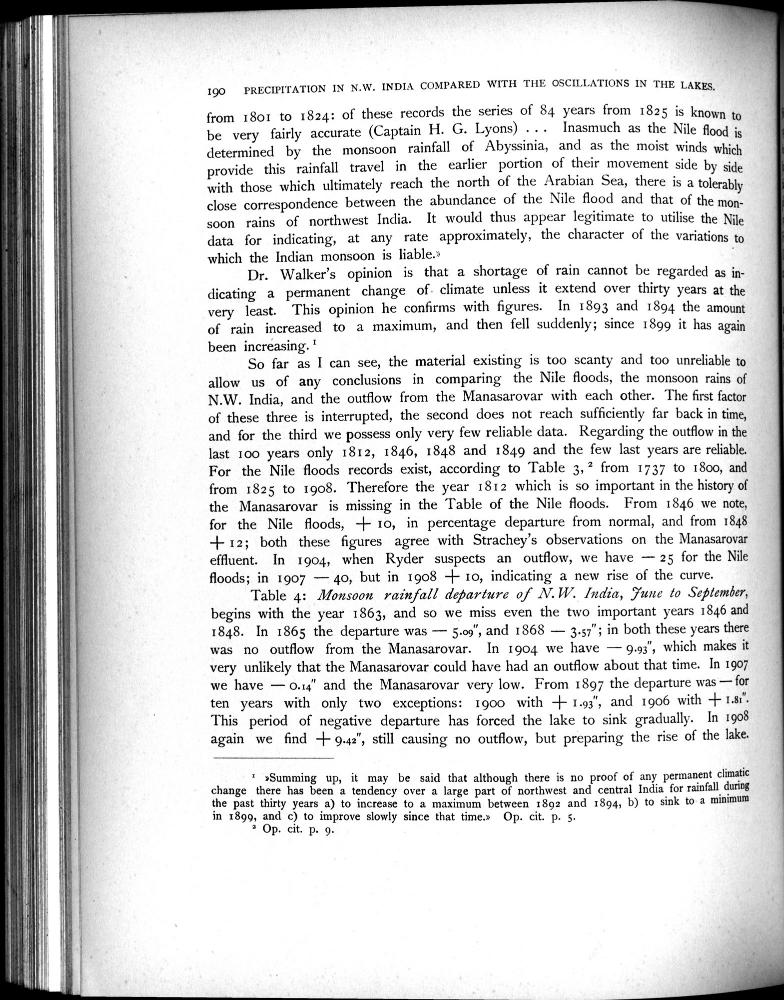 190 PRECIPITATION IN N.W. INDIA COMPARED WITH THE OSCILLATIONS IN THE LAKES.
from 1801 to 1824: of these records the series of 84 years from 1825 is known to
be very fairly accurate (Captain H. G. Lyons) . . . Inasmuch as the Nile flood is
determined by the monsoon rainfall of Abyssinia, and as the moist winds which
provide this rainfall travel in the earlier portion of their movement side by side
with those which ultimately reach the north of the Arabian Sea, there is a tolerably
close correspondence between the abundance of the Nile flood and that of the mon-
soon rains of northwest India. It would thus appear legitimate to utilise the Nile
data for indicating, at any rate approximately, the character of the variations to
which the Indian monsoon is liable.»
Dr. Walker's opinion is that a shortage of rain cannot be regarded as in-
dicating a permanent change of climate unless it extend over thirty years at the
very least. This opinion he confirms with figures. In 1893 and 1894 the amount
of rain increased to a maximum, and then fell suddenly; since 1899 it has again
been increasing. ¹
So far as I can see, the material existing is too scanty and too unreliable to
allow us of any conclusions in comparing the Nile floods, the monsoon rains of
N.W. India, and the outflow from the Manasarovar with each other. The first factor
of these three is interrupted, the second does not reach sufficiently far back in time,
and for the third we possess only very few reliable data. Regarding the outflow in the
last 100 years only 1812, 1846, 1848 and 1849 and the few last years are reliable.
For the Nile floods records exist, according to Table 3, ² from 1737 to 1800, and
from 1825 to 1908. Therefore the year 1812 which is so important in the history of
the Manasarovar is missing in the Table of the Nile floods. From 1846 we note,
for the Nile floods, + 10, in percentage departure from normal, and from 1848
+ 12; both these figures agree with Strachey's observations on the Manasarovar
effluent. In 1904, when Ryder suspects an outflow, we have — 25 for the Nile
floods; in 1907 — 40, but in 1908 + 10, indicating a new rise of the curve.
Table 4: Monsoon rainfall departure of N.W. India, June to September,
begins with the year 1863, and so we miss even the two important years 1846 and
1848. In 1865 the departure was — 5.09", and 1868 — 3.57"; in both these years there
was no outflow from the Manasarovar. In 1904 we have — 9.93", which makes it
very unlikely that the Manasarovar could have had an outflow about that time. In 1907
we have — 0.14" and the Manasarovar very low. From 1897 the departure was — for
ten years with only two exceptions: 1900 with + 1.93", and 1906 with + 1.81".
This period of negative departure has forced the lake to sink gradually. In 1908
again we find + 9.42", still causing no outflow, but preparing the rise of the lake.
¹ »Summing up, it may be said that although there is no proof of any permanent climatic
change there has been a tendency over a large part of northwest and central India for rainfall during
the past thirty years a) to increase to a maximum between 1892 and 1894, b) to sink to a minimum
in 1899, and c) to improve slowly since that time.» Op. cit. p. 5.
² Op. cit. p. 9.